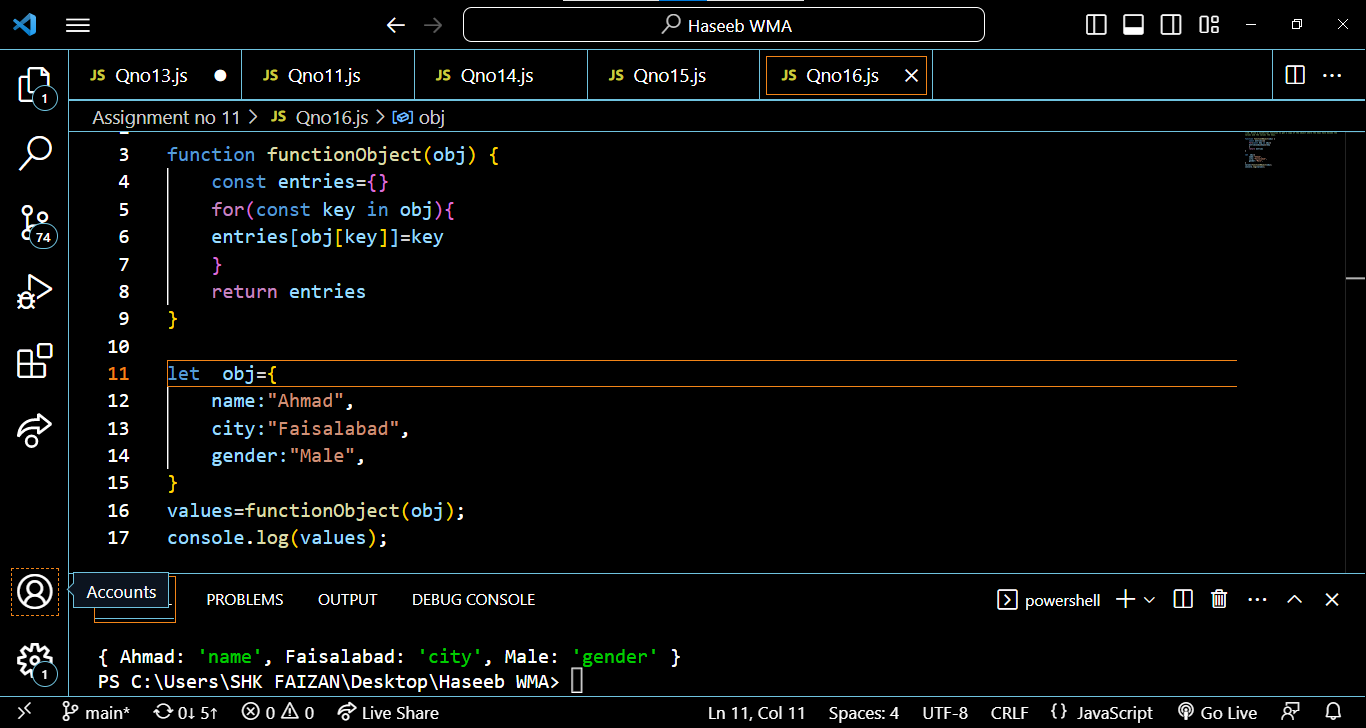 Haseeb WMA
JS Qno13.js JS Qno11.js JS Qno14.js JS Qno15.js JS Qno16.js
Assignment no 11 > JS Qno16.js > obj
3 function functionObject(obj) {
4 const entries={}
5 for(const key in obj){
6 entries[obj[key]]=key
7 }
8 return entries
9 }
10
11 let  obj={
12 name:"Ahmad",
13 city:"Faisalabad",
14 gender:"Male",
15 }
16 values=functionObject(obj);
17 console.log(values);
1
74
Accounts
1
PROBLEMS OUTPUT DEBUG CONSOLE powershell
{ Ahmad: 'name', Faisalabad: 'city', Male: 'gender' }
PS C:\Users\SHK FAIZAN\Desktop\Haseeb WMA>
main* 0↓ 5↑ 0 0 Live Share Ln 11, Col 11 Spaces: 4 UTF-8 CRLF {} JavaScript Go Live